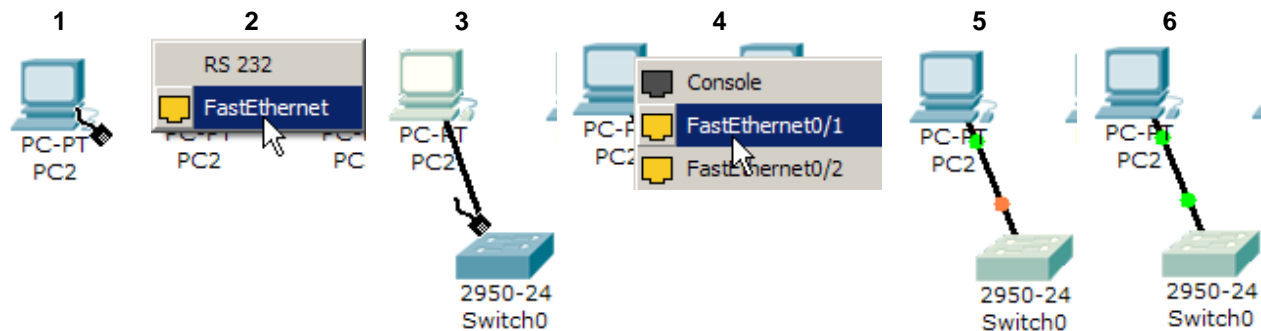 1
2
3
4
5
6
PC-PT
PC2
RS 232
FastEthernet
PC2
PC
PC-PT
PC2
2950-24
Switch0
Console
FastEthernet0/1
FastEthernet0/2
PC-PT
PC2
2950-24
Switch0
PC-PT
PC2
2950-24
Switch0